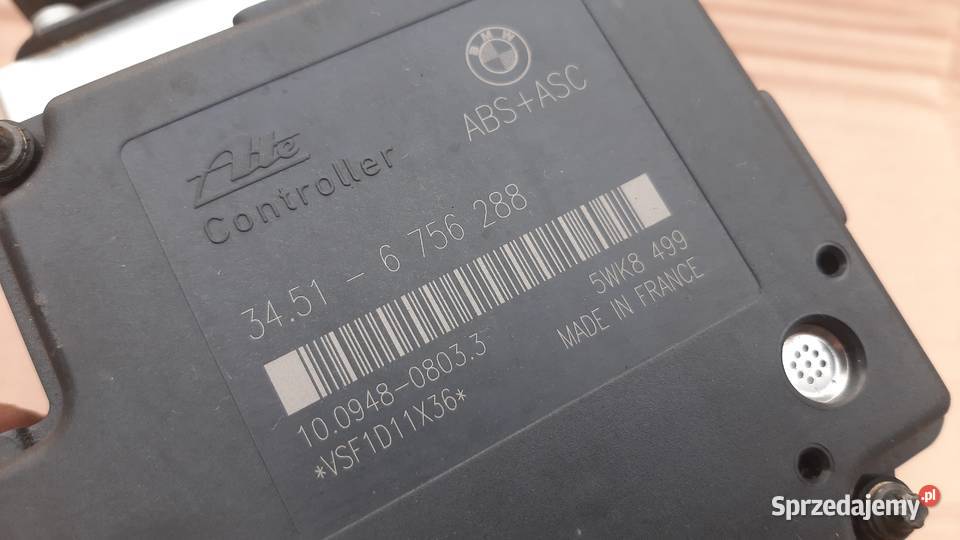 BMW
ABS+ASC
Ate
Controller
34.51 - 6 756 288
5WK8 499
10.0948-0803.3
MADE IN FRANCE
*VSF1D11X36*
Sprzedajemy.pl